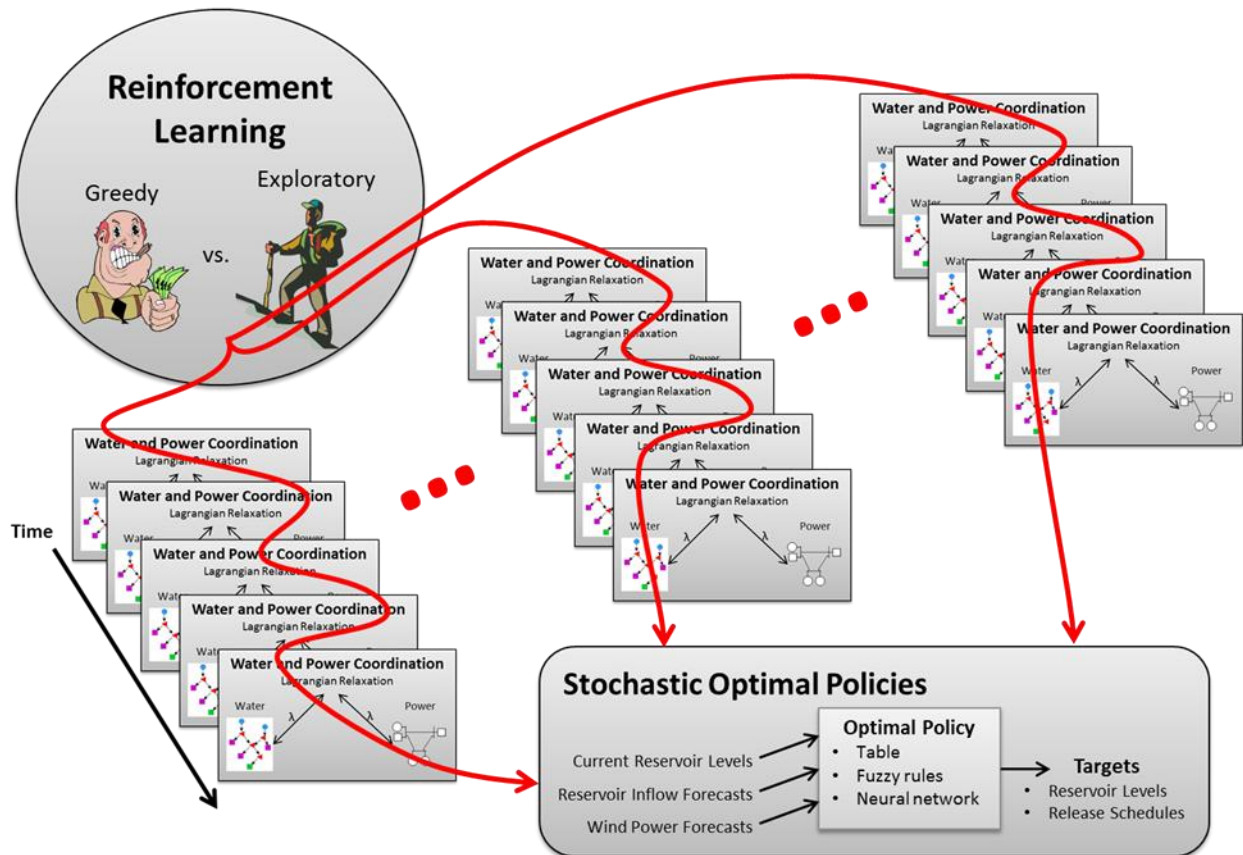 Reinforcement
Learning
Greedy
vs.
Exploratory
Water and Power Coordination
Lagrangian Relaxation
Water and Power Coordination
Lagrangian Relaxation
Water and Power Coordination
Lagrangian Relaxation
Water and Power Coordination
Lagrangian Relaxation
Water and Power Coordination
Lagrangian Relaxation
Water
λ
λ
Power
Water and Power Coordination
Lagrangian Relaxation
Water and Power Coordination
Lagrangian Relaxation
Water and Power Coordination
Lagrangian Relaxation
Water and Power Coordination
Lagrangian Relaxation
Water and Power Coordination
Lagrangian Relaxation
Water
λ
λ
Power
Water and Power Coordination
Lagrangian Relaxation
Water and Power Coordination
Lagrangian Relaxation
Water and Power Coordination
Lagrangian Relaxation
Water and Power Coordination
Lagrangian Relaxation
Water and Power Coordination
Lagrangian Relaxation
Water
λ
λ
Power
Time
Stochastic Optimal Policies
Current Reservoir Levels
Reservoir Inflow Forecasts
Wind Power Forecasts
Optimal Policy
• Table
• Fuzzy rules
• Neural network
Targets
• Reservoir Levels
• Release Schedules